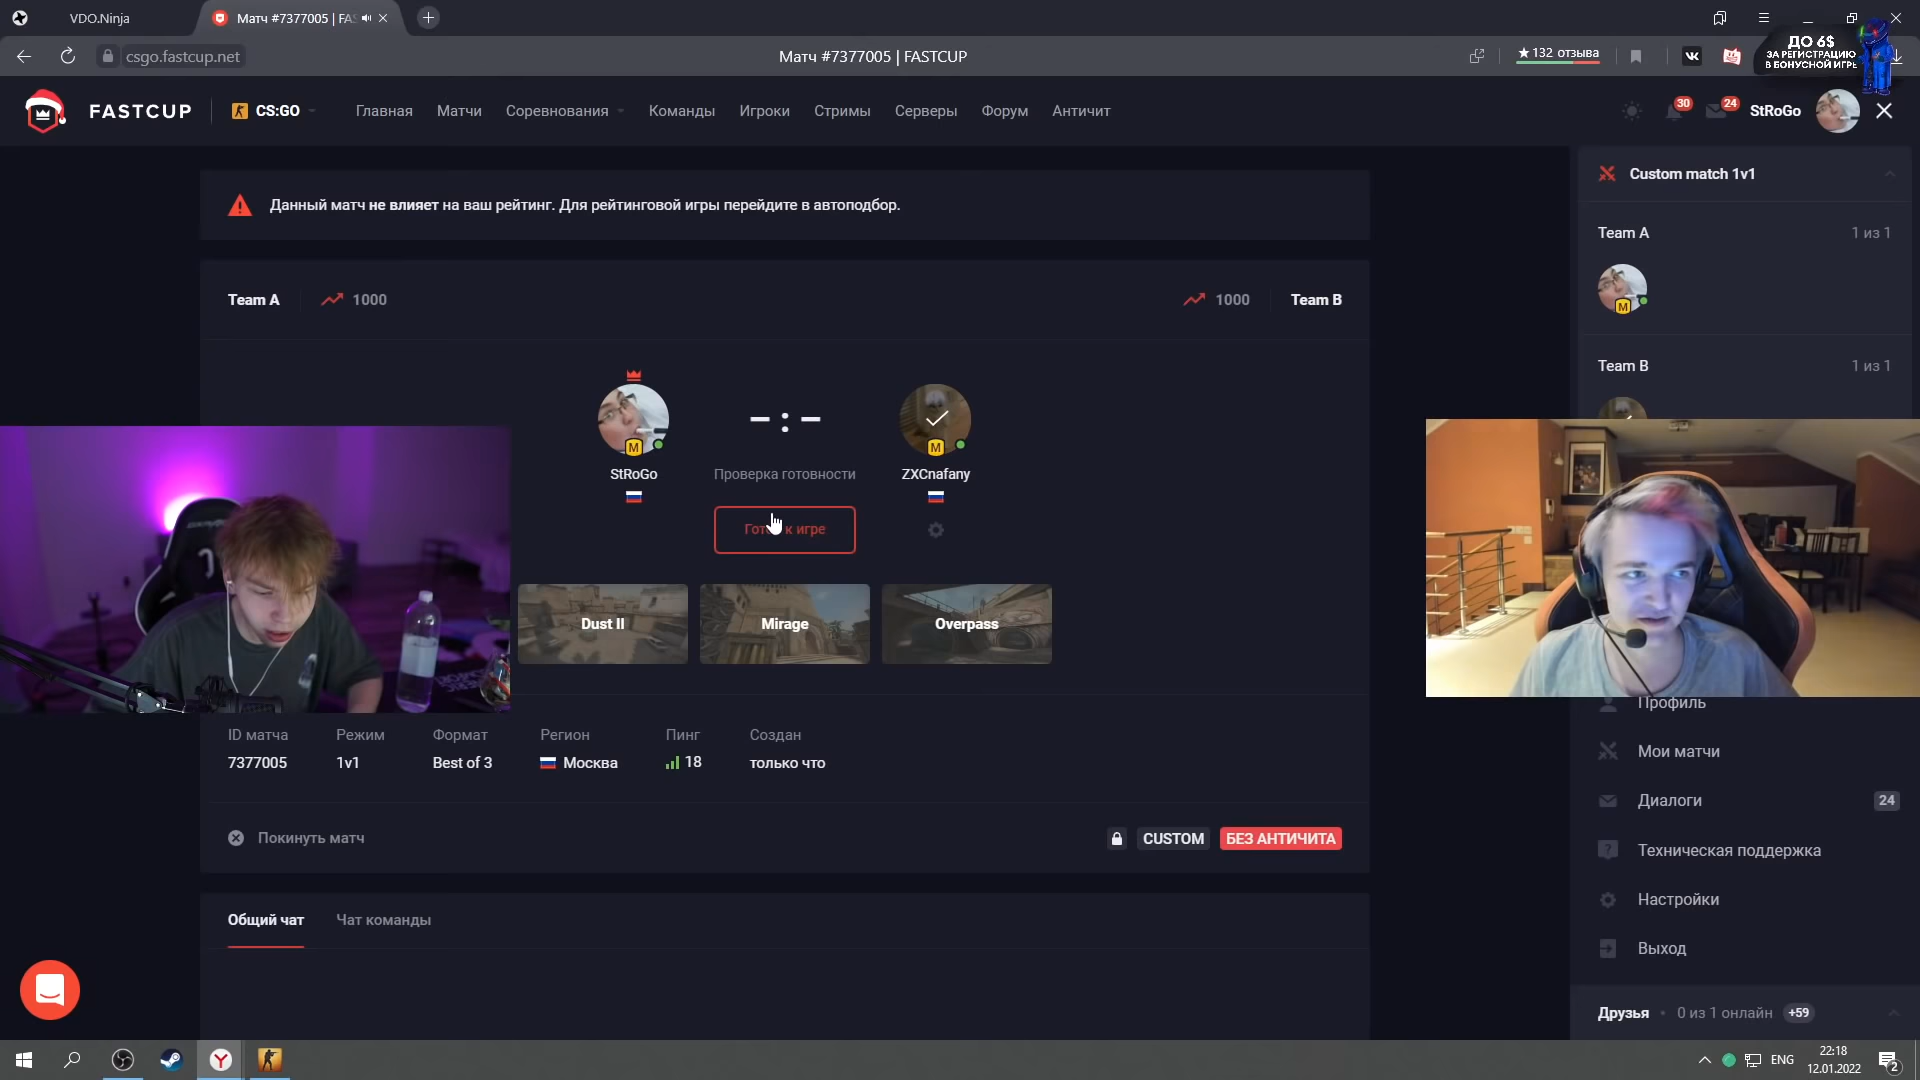 VDO.Ninja
Матч #7377005 | FAS
csgo.fastcup.net
Матч #7377005 | FASTCUP
★132 отзыва
ДО 6$
ЗА РЕГИСТРАЦИЮ
В БОНУСНОЙ ИГРЕ
FASTCUP
CS:GO
Главная
Матчи
Соревнования
Команды
Игроки
Стримы
Серверы
Форум
Античит
30
24
StRoGo
Данный матч не влияет на ваш рейтинг. Для рейтинговой игры перейдите в автоподбор.
Team A
1000
1000
Team B
StRoGo
Проверка готовности
ZXCnafany
M
M
к игре
Dust II
Mirage
Overpass
ID матча
Режим
Формат
Регион
Пинг
Создан
7377005
1v1
Best of 3
Москва
18
только что
Покинуть матч
CUSTOM
БЕЗ АНТИЧИТА
Общий чат
Чат команды
Custom match 1v1
Team A
1 из 1
M
Team B
1 из 1
Профиль
Мои матчи
Диалоги
24
Техническая поддержка
Настройки
Выход
Друзья • 0 из 1 онлайн +59
ENG
22:18
12.01.2022
2